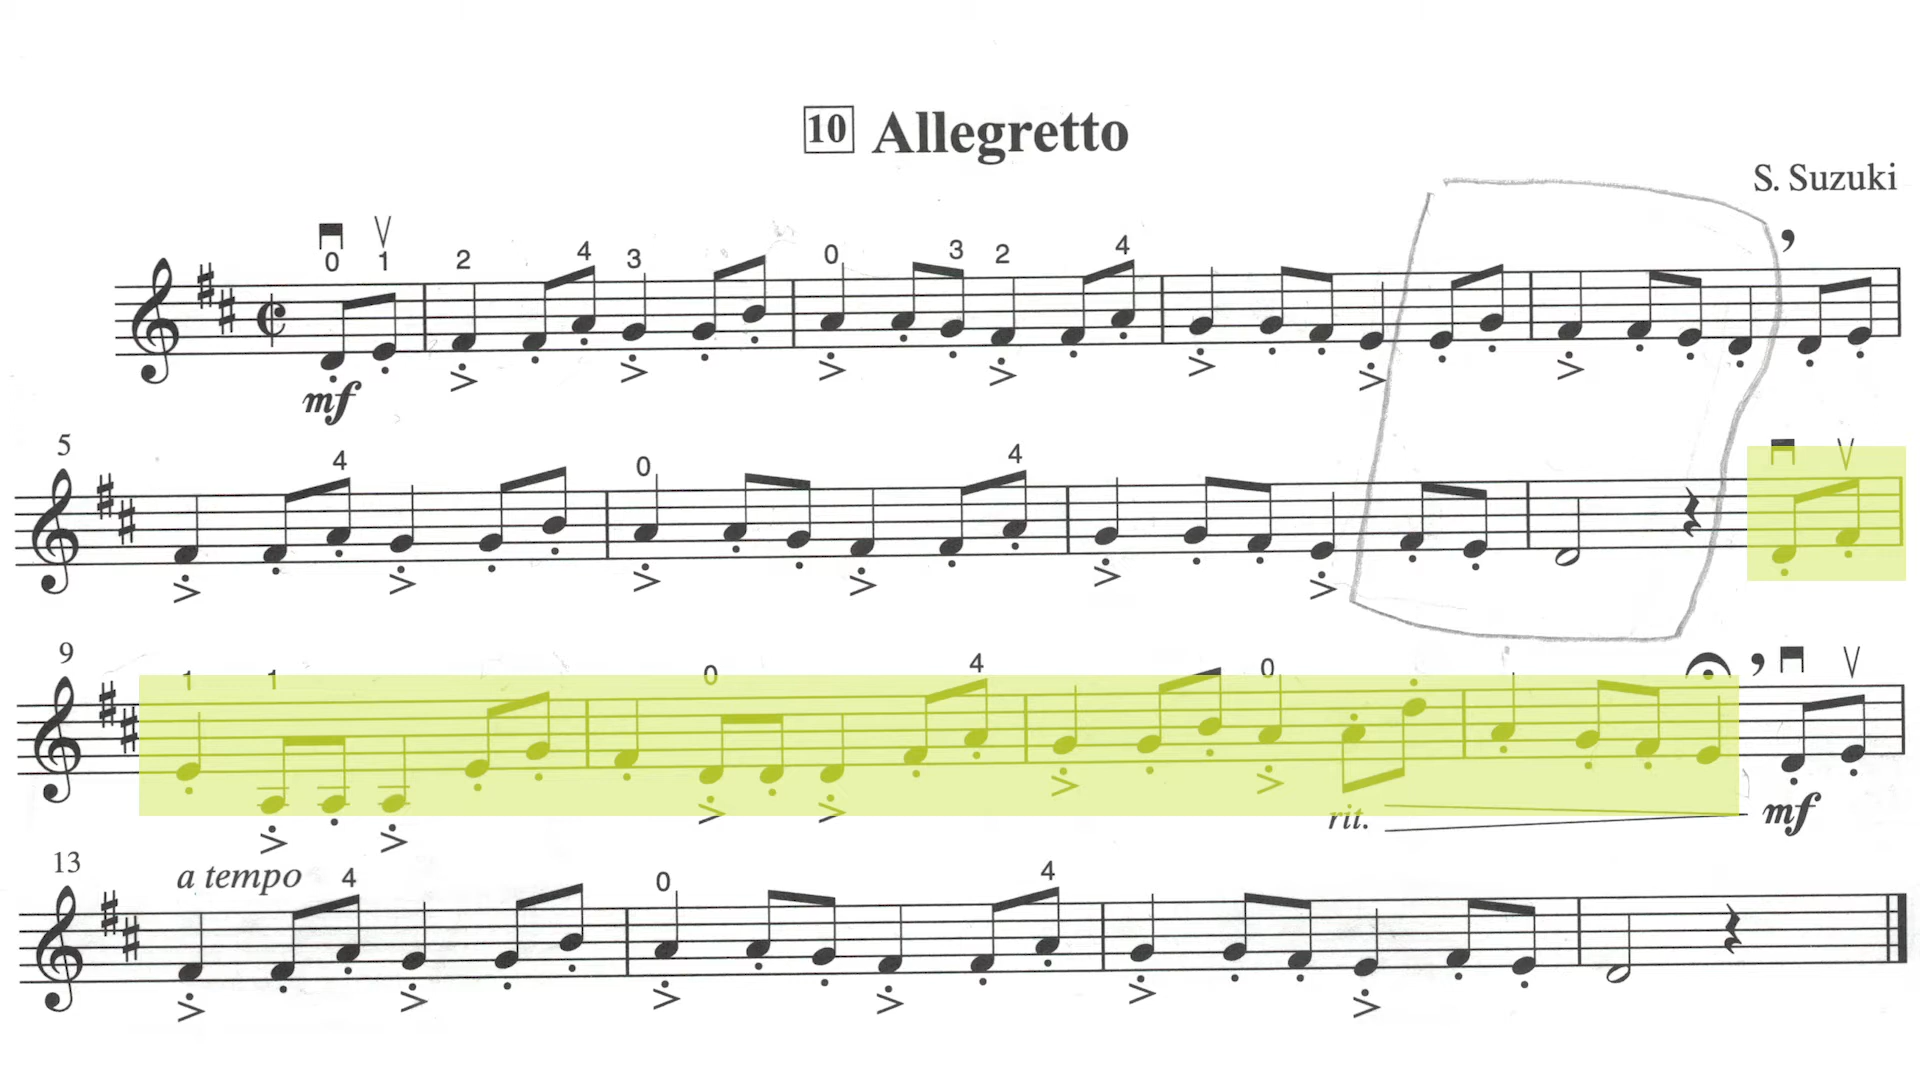 10 Allegretto
S. Suzuki
0 1 2 4 3 0 3 2 4
mf
5
4 0 4
9
1 1 0 4 0
rit.
mf
13
a tempo 4 0 4